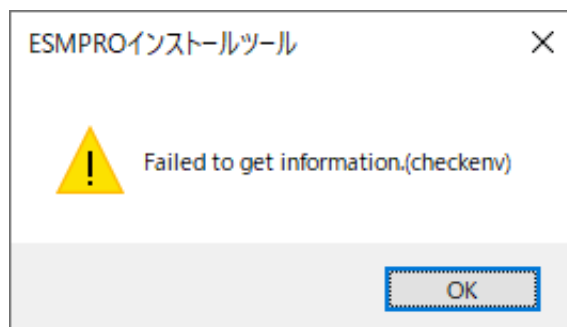 ESMPROインストールツール
Failed to get information.(checkenv)
OK